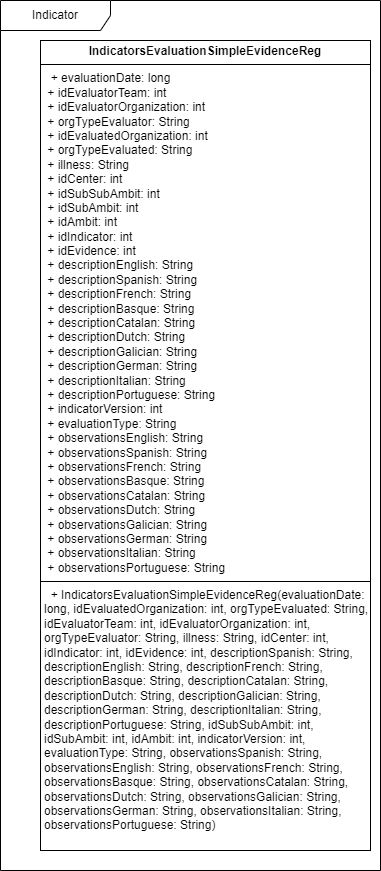 Indicator
IndicatorsEvaluationSimpleEvidenceReg
+ evaluationDate: long
+ idEvaluatorTeam: int
+ idEvaluatorOrganization: int
+ orgTypeEvaluator: String
+ idEvaluatedOrganization: int
+ orgTypeEvaluated: String
+ illness: String
+ idCenter: int
+ idSubSubAmbit: int
+ idSubAmbit: int
+ idAmbit: int
+ idIndicator: int
+ idEvidence: int
+ descriptionEnglish: String
+ descriptionSpanish: String
+ descriptionFrench: String
+ descriptionBasque: String
+ descriptionCatalan: String
+ descriptionDutch: String
+ descriptionGalician: String
+ descriptionGerman: String
+ descriptionItalian: String
+ descriptionPortuguese: String
+ indicatorVersion: int
+ evaluationType: String
+ observationsEnglish: String
+ observationsSpanish: String
+ observationsFrench: String
+ observationsBasque: String
+ observationsCatalan: String
+ observationsDutch: String
+ observationsGalician: String
+ observationsGerman: String
+ observationsItalian: String
+ observationsPortuguese: String
+ IndicatorsEvaluationSimpleEvidenceReg(evaluationDate:
long, idEvaluatedOrganization: int, orgTypeEvaluated: String,
idEvaluatorTeam: int, idEvaluatorOrganization: int,
orgTypeEvaluator: String, illness: String, idCenter: int,
idIndicator: int, idEvidence: int, descriptionSpanish: String,
descriptionEnglish: String, descriptionFrench: String,
descriptionBasque: String, descriptionCatalan: String,
descriptionDutch: String, descriptionGalician: String,
descriptionGerman: String, descriptionItalian: String,
descriptionPortuguese: String, idSubSubAmbit: int,
idSubAmbit: int, idAmbit: int, indicatorVersion: int,
evaluationType: String, observationsSpanish: String,
observationsEnglish: String, observationsFrench: String,
observationsBasque: String, observationsCatalan: String,
observationsDutch: String, observationsGalician: String,
observationsGerman: String, observationsItalian: String,
observationsPortuguese: String)